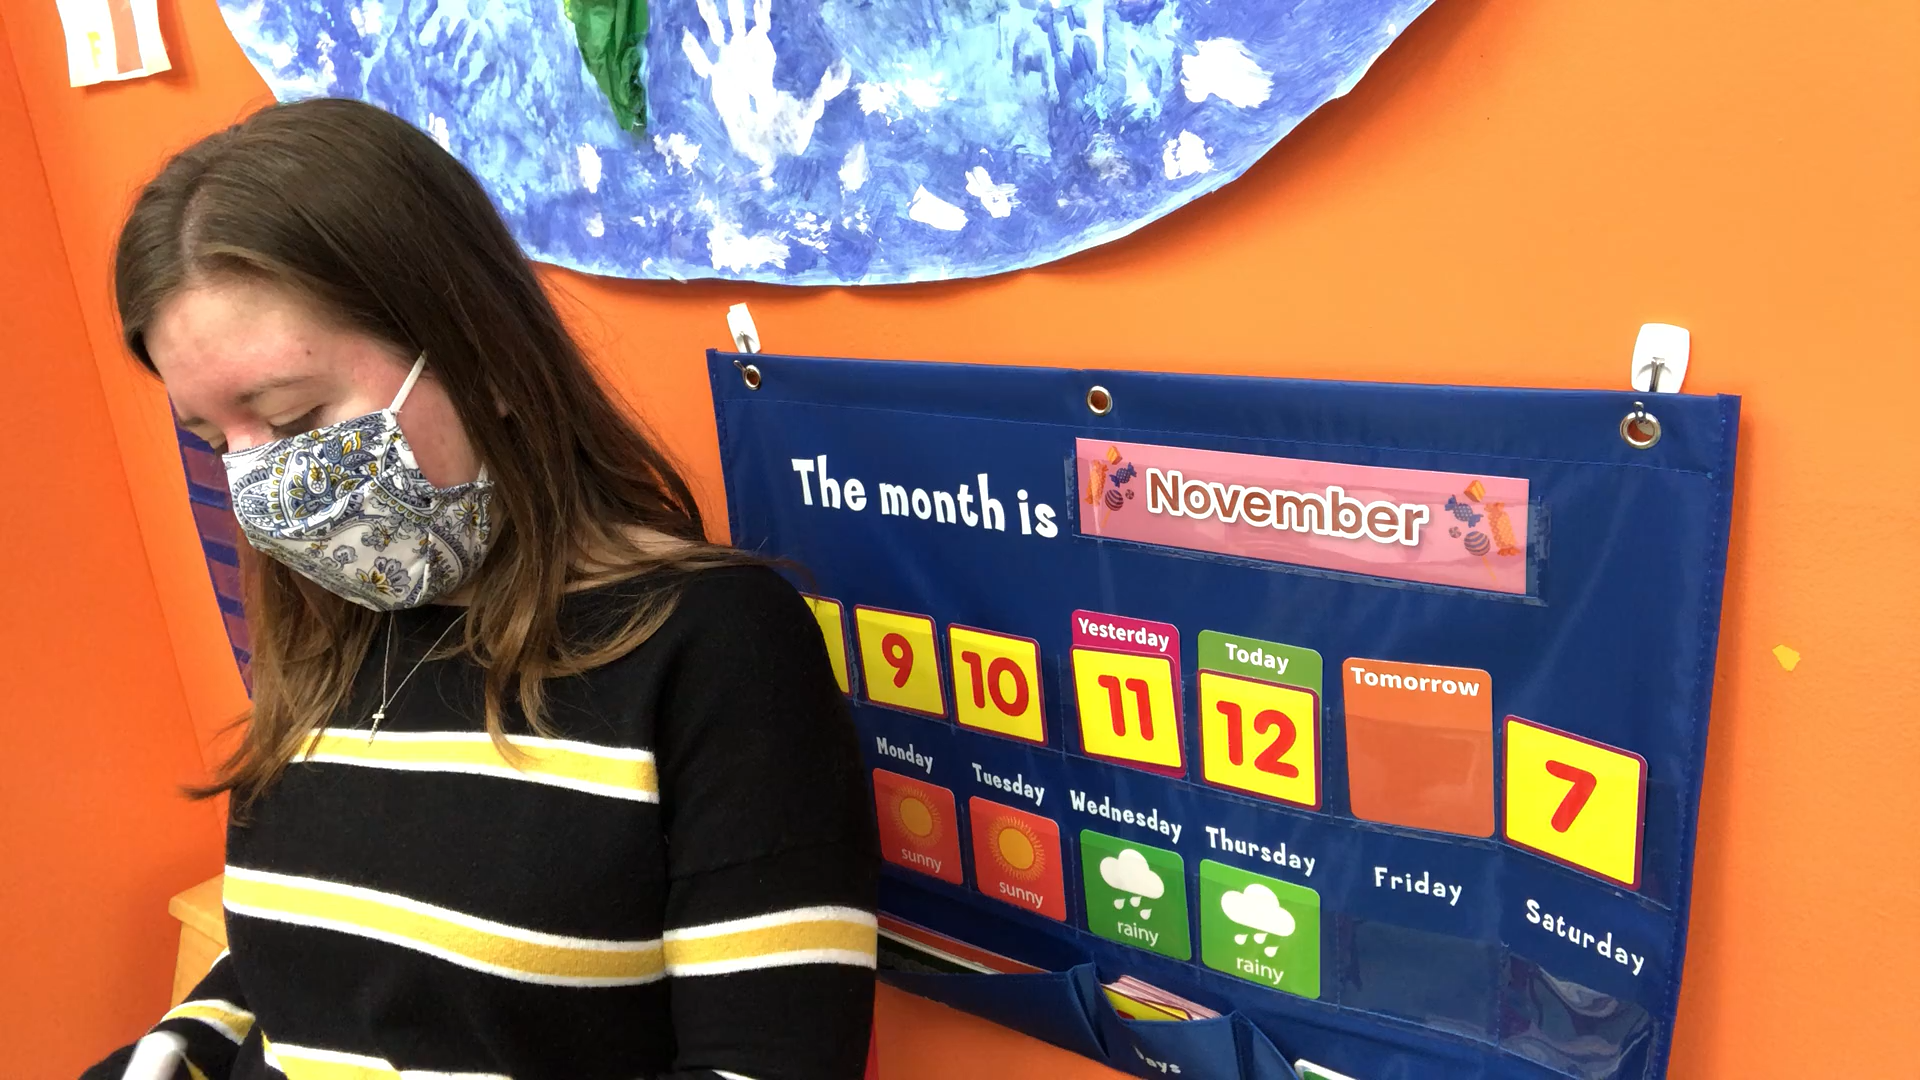 The month is November
Yesterday Today Tomorrow
9 10 11 12 7
Monday Tuesday Wednesday Thursday Friday Saturday
sunny sunny rainy rainy